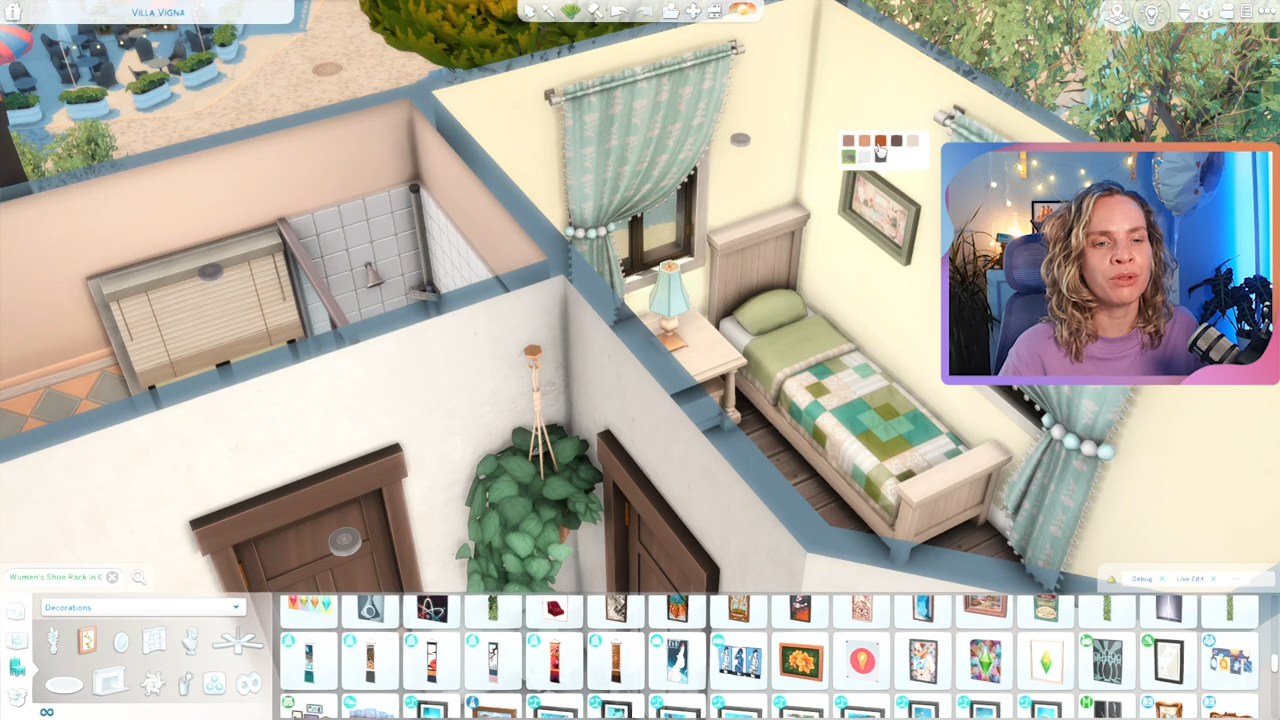 VILLA VIGNA
Women's Shoe Rack in C
Debug
Live Edit
Decorations